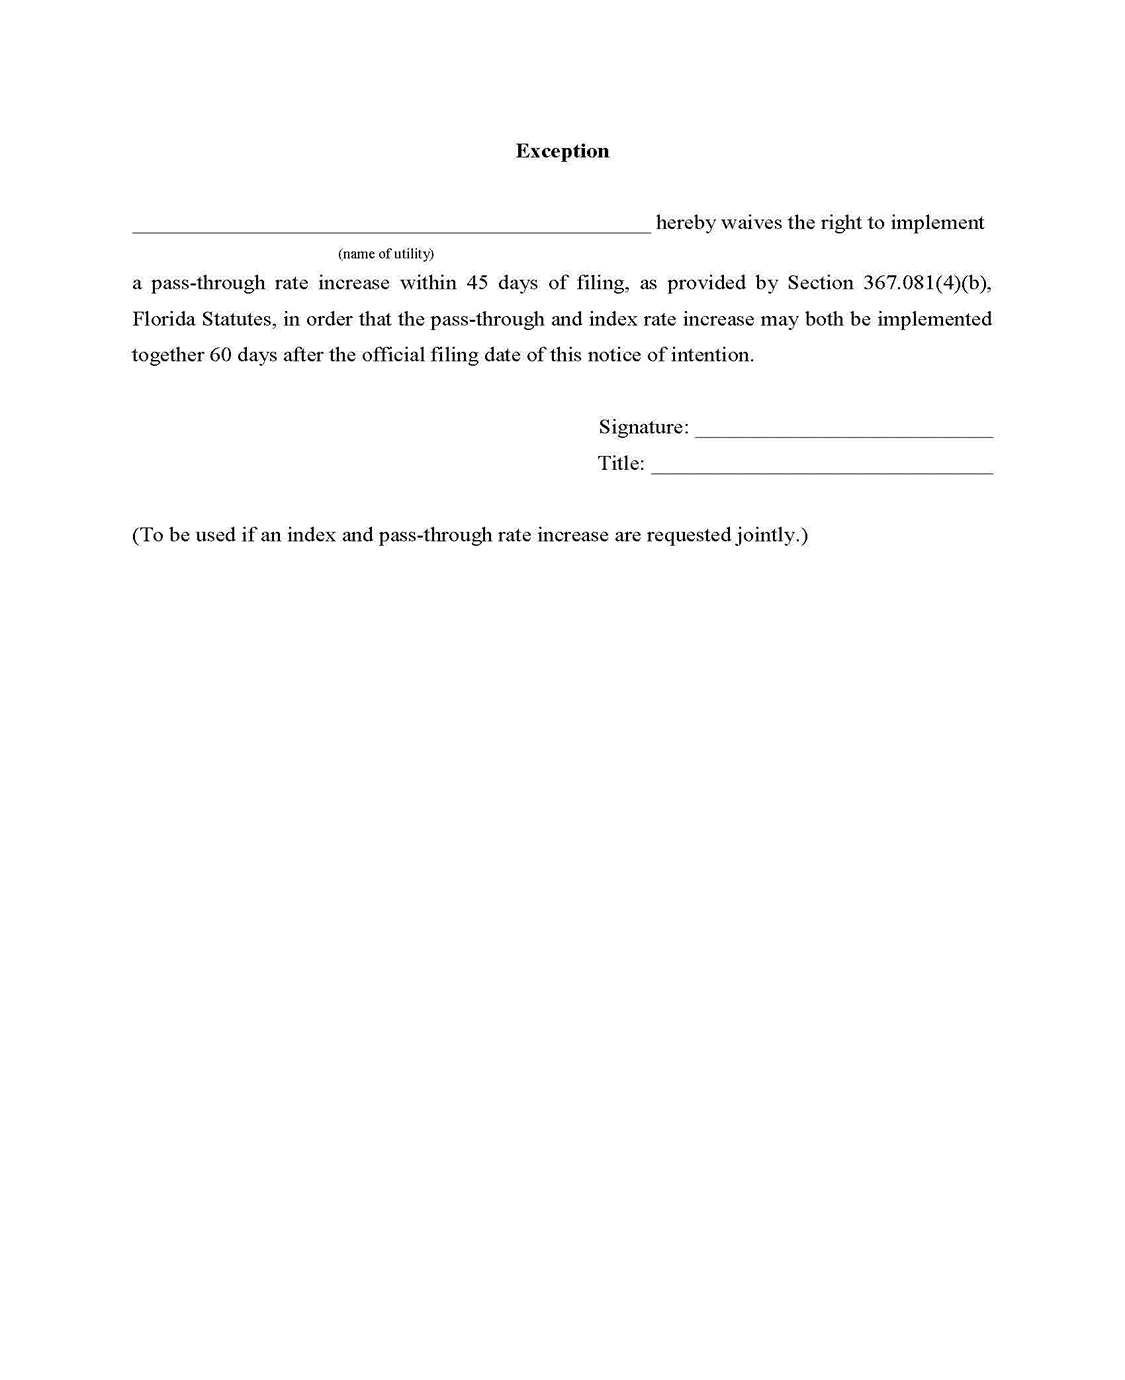 Exception
________________________________________________ hereby waives the right to implement
(name of utility)
a pass-through rate increase within 45 days of filing, as provided by Section 367.081(4)(b),
Florida Statutes, in order that the pass-through and index rate increase may both be implemented
together 60 days after the official filing date of this notice of intention.
Signature: ____________________________
Title: ________________________________
(To be used if an index and pass-through rate increase are requested jointly.)